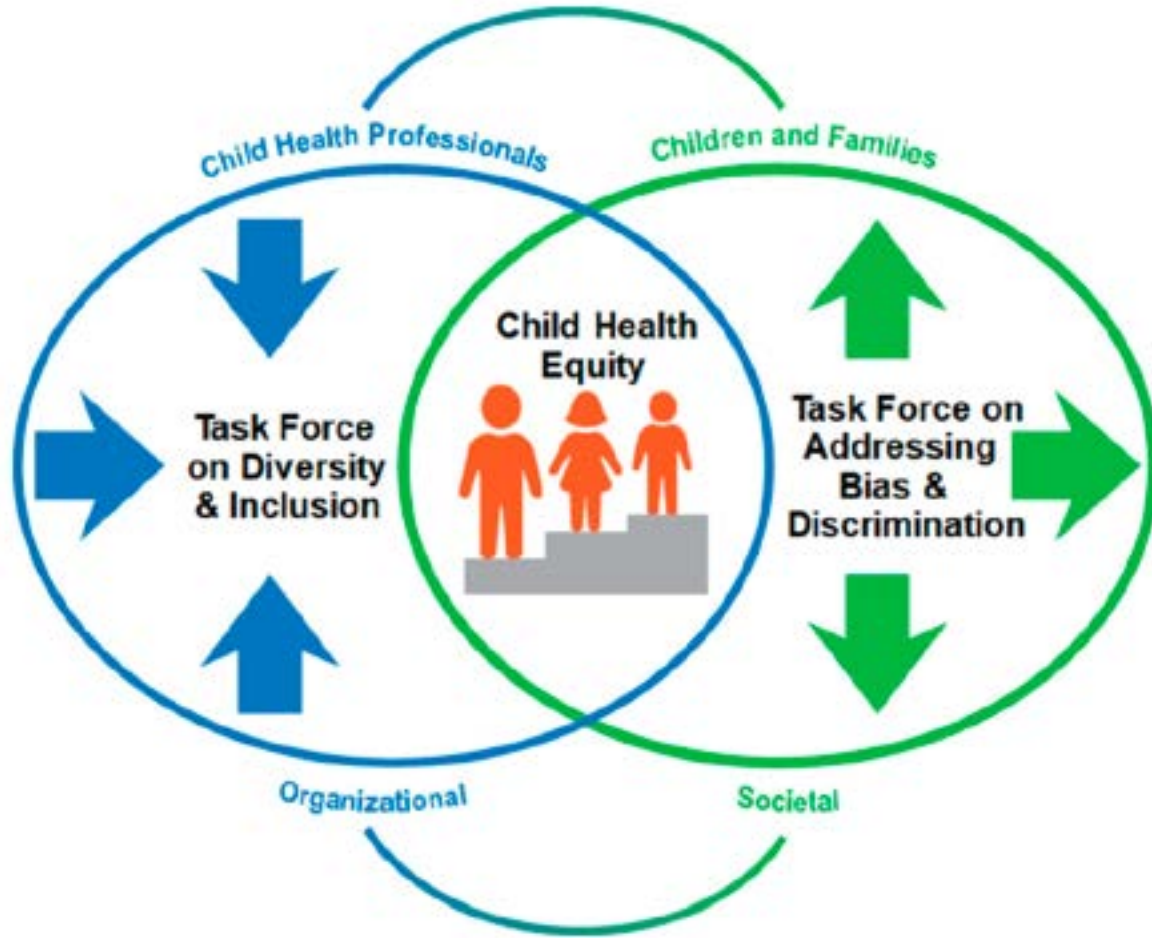 Child Health Professionals
Children and Families
Child Health
Equity
Task Force
on Diversity
& Inclusion
Task Force on
Addressing
Bias &
Discrimination
Organizational
Societal